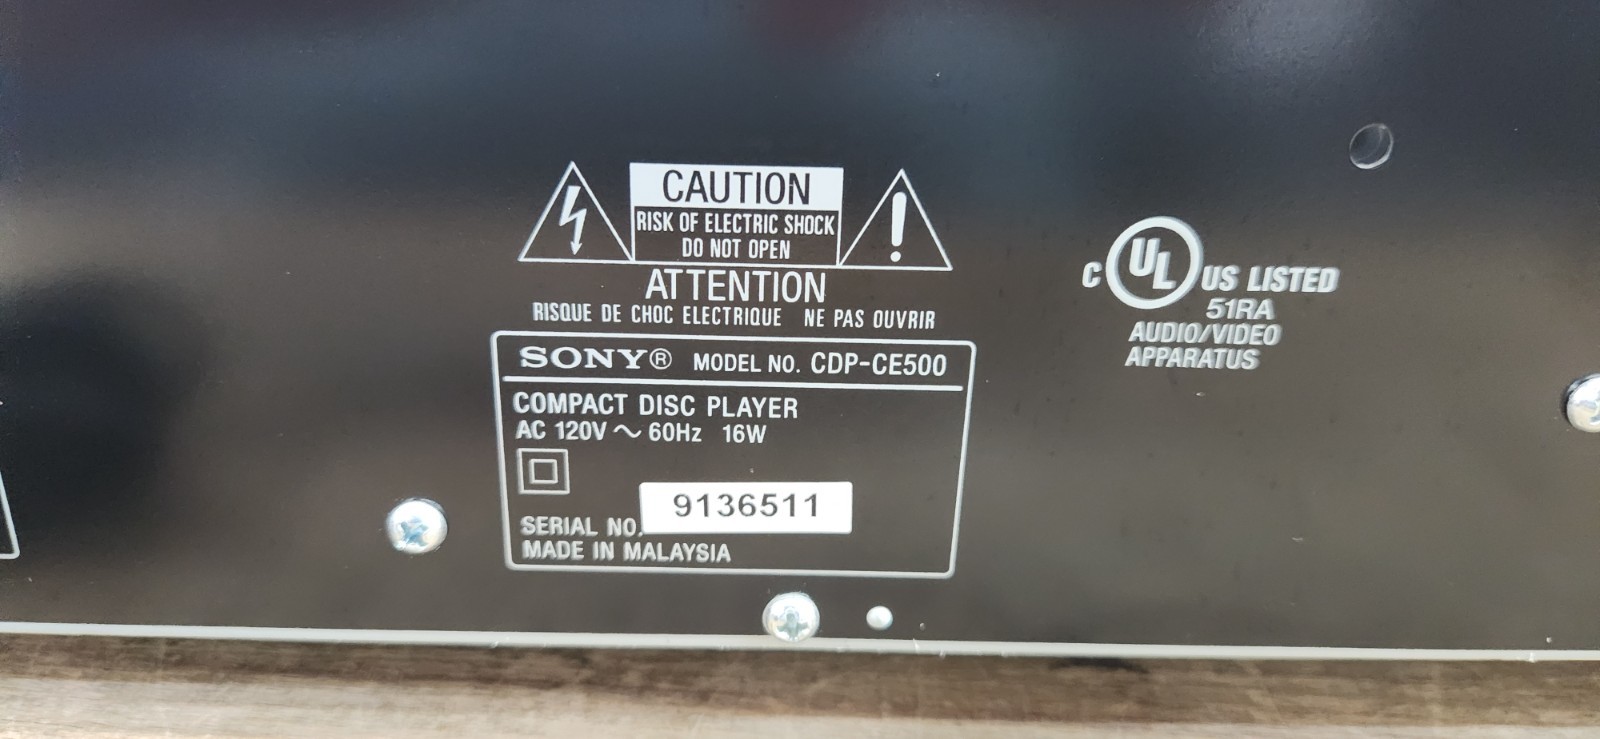 CAUTION
RISK OF ELECTRIC SHOCK
DO NOT OPEN
ATTENTION
RISQUE DE CHOC ELECTRIQUE NE PAS OUVRIR
SONY® MODEL NO. CDP-CE500
COMPACT DISC PLAYER
AC 120V ~ 60Hz 16W
9136511
SERIAL NO.
MADE IN MALAYSIA
C UL US LISTED
51RA
AUDIO/VIDEO
APPARATUS